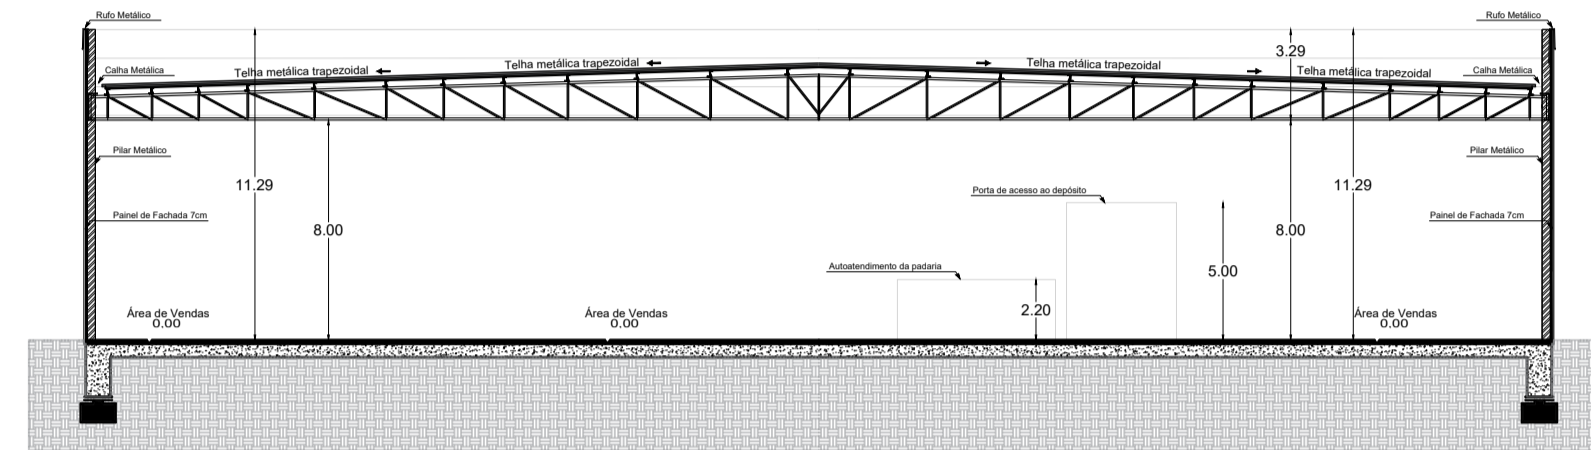 Rufo Metálico
Rufo Metálico
3.29
Telha metálica trapezoidal
Telha metálica trapezoidal
Calha Metálica
Telha metálica trapezoidal
Telha metálica trapezoidal
Calha Metálica
Pilar Metálico
Pilar Metálico
11.29
Porta de acesso ao depósito
11.29
Painel de Fachada 7cm
Painel de Fachada 7cm
8.00
8.00
Autoatendimento da padaria
5.00
2.20
Área de Vendas
0.00
Área de Vendas
0.00
Área de Vendas
0.00